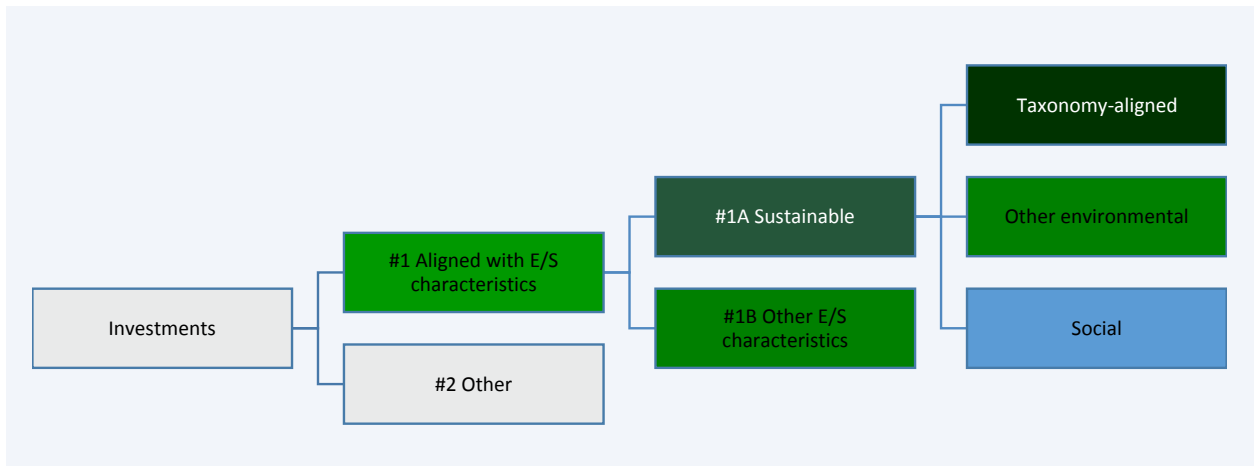 Investments
#1 Aligned with E/S
characteristics
#2 Other
#1A Sustainable
#1B Other E/S
characteristics
Taxonomy-aligned
Other environmental
Social